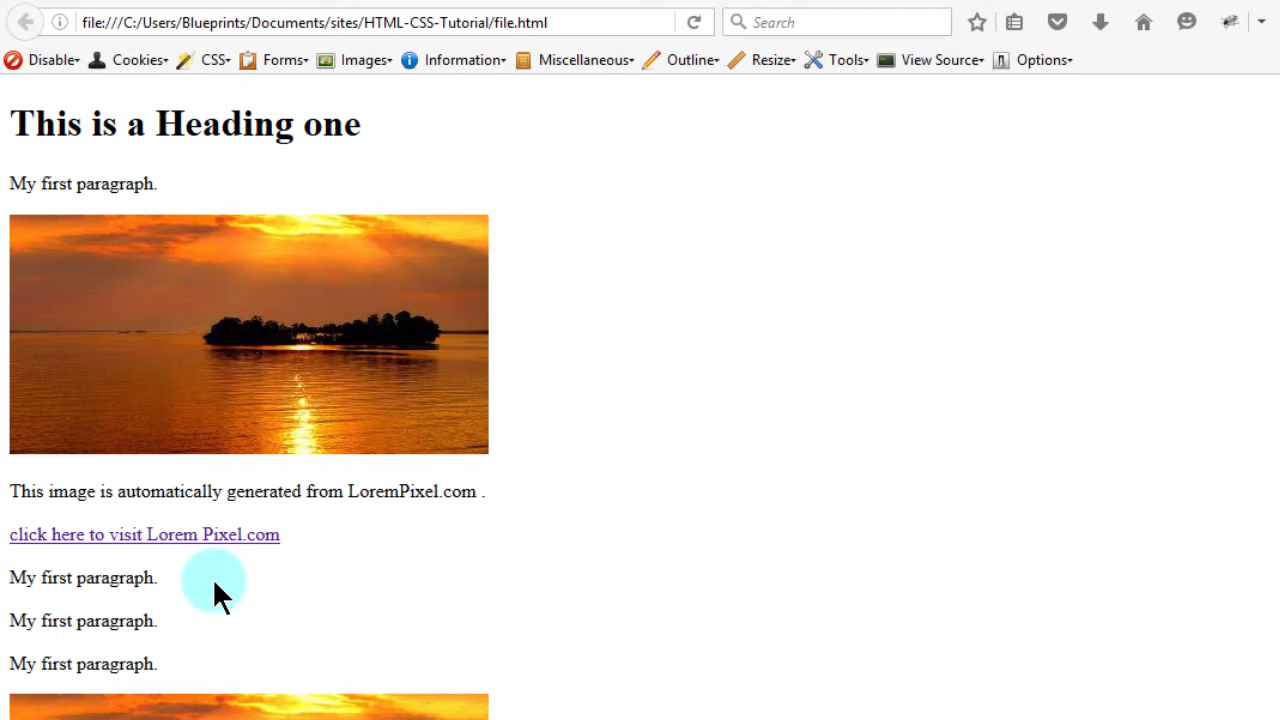 file:///C:/Users/Blueprints/Documents/sites/HTML-CSS-Tutorial/file.html Search
Disable Cookies CSS Forms Images Information Miscellaneous Outline Resize Tools View Source Options
This is a Heading one
My first paragraph.
This image is automatically generated from LoremPixel.com .
click here to visit Lorem Pixel.com
My first paragraph.
My first paragraph.
My first paragraph.